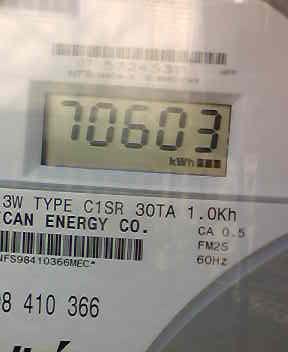 70603
kWh
3W TYPE C1SR 30TA 1.0Kh
CAN ENERGY CO.
CA 0.5
FM2S
60Hz
NFS98410366MEC*
8 410 366